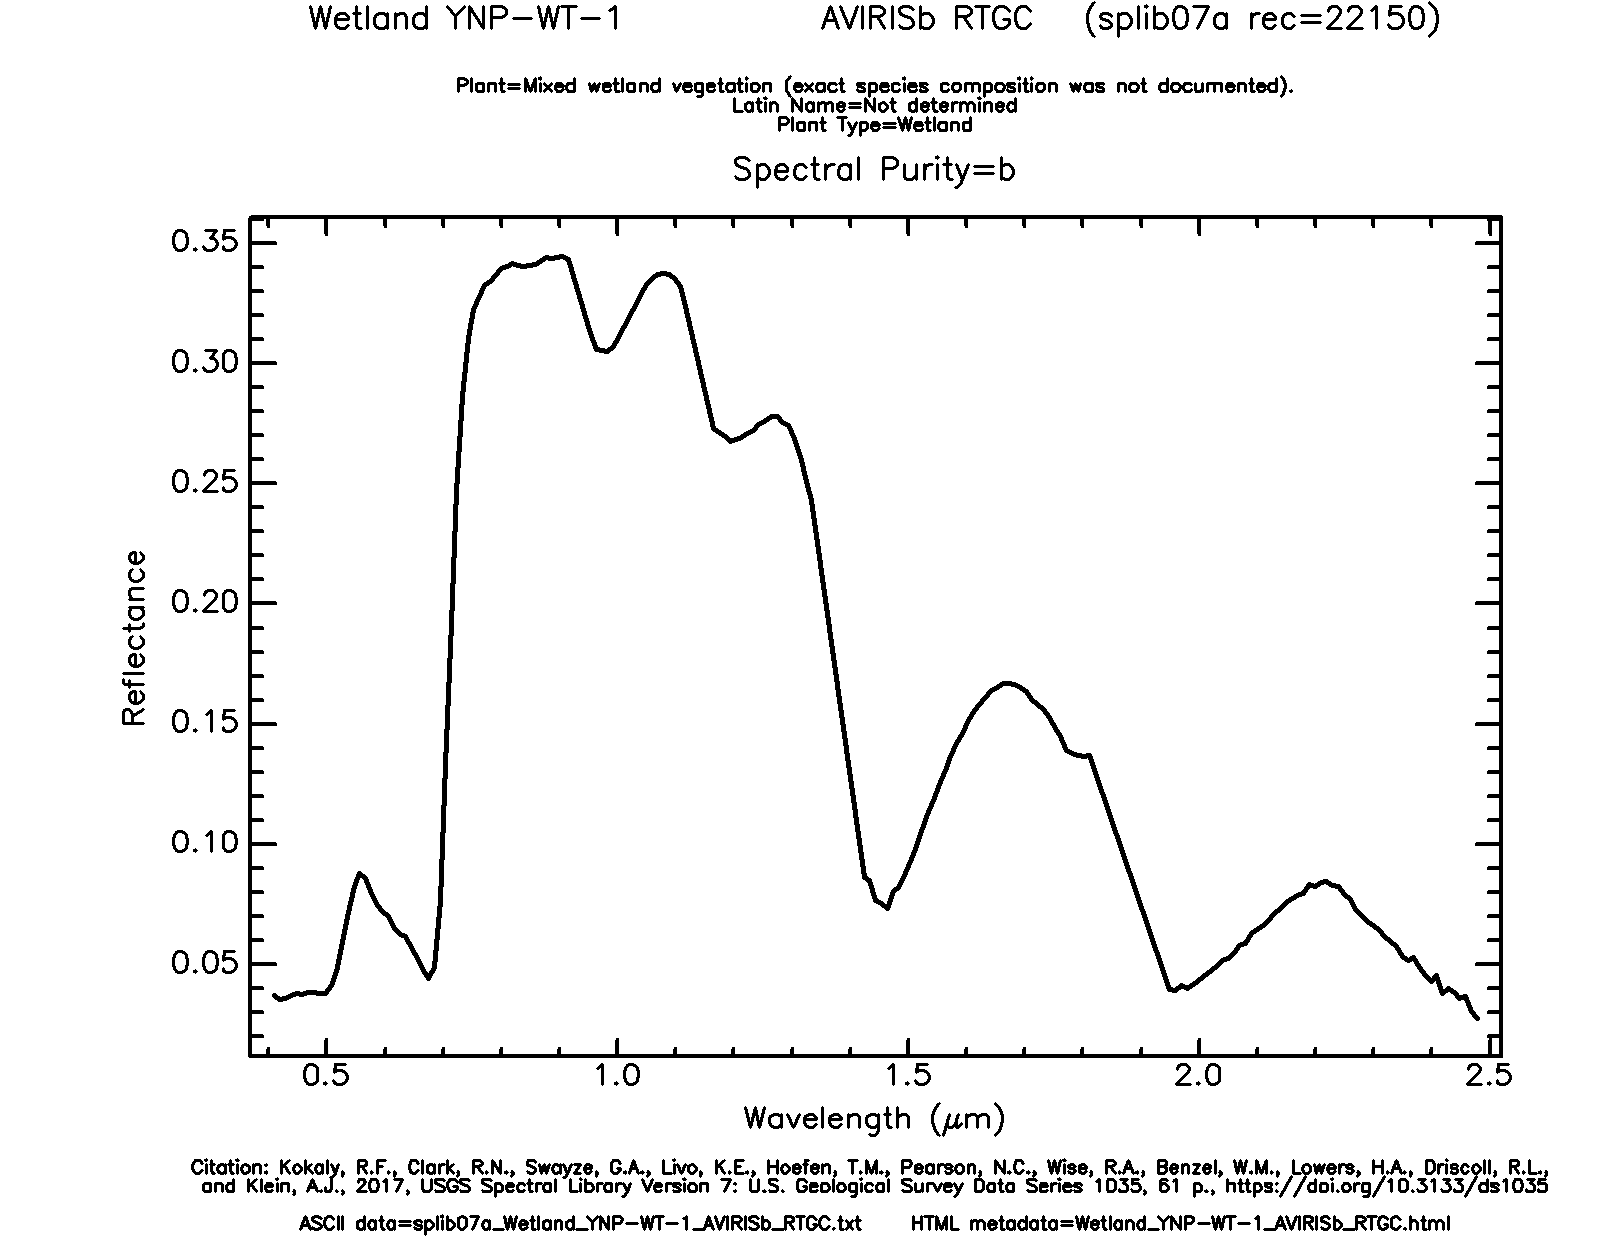 Wetland YNP-WT-1 AVIRISb RTGC (splib07a rec=22150)
Plant=Mixed wetland vegetation (exact species composition was not documented).
Latin Name=Not determined
Plant Type=Wetland
Spectral Purity=b
0.35
0.30
0.25
0.20
0.15
0.10
0.05
Reflectance
0.5 1.0 1.5 2.0 2.5
Wavelength (μm)
Citation: Kokaly, R.F., Clark, R.N., Swayze, G.A., Livo, K.E., Hoefen, T.M., Pearson, N.C., Wise, R.A., Benzel, W.M., Lowers, H.A., Driscoll, R.L.,
and Klein, A.J., 2017, USGS Spectral Library Version 7: U.S. Geological Survey Data Series 1035, 61 p., https://doi.org/10.3133/ds1035
ASCII data=splib07a_Wetland_YNP-WT-1_AVIRISb_RTGC.txt HTML metadata=Wetland_YNP-WT-1_AVIRISb_RTGC.html